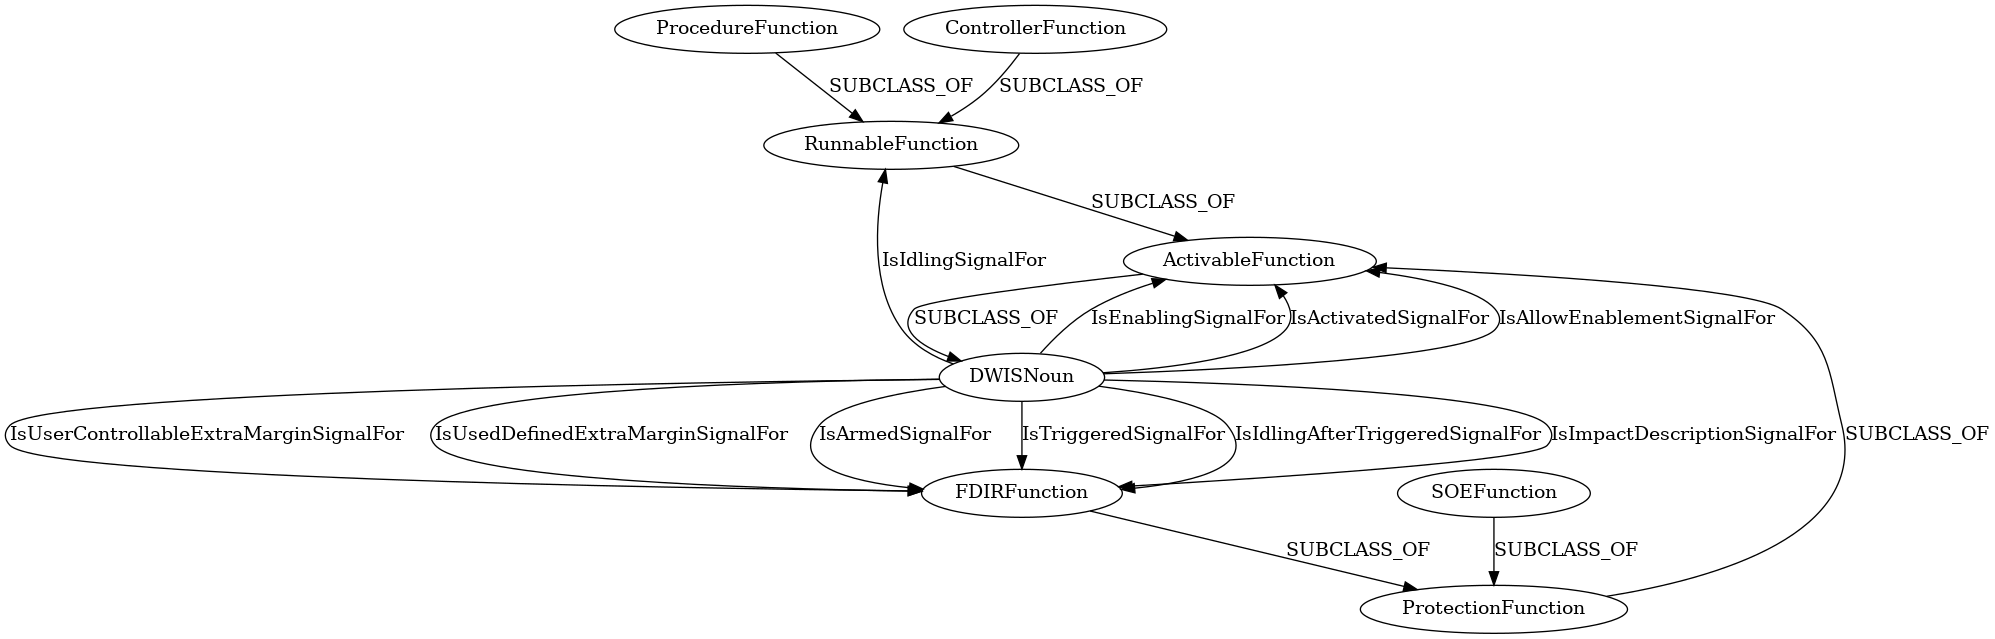 ProcedureFunction
ControllerFunction
SUBCLASS_OF
SUBCLASS_OF
RunnableFunction
SUBCLASS_OF
IsIdlingSignalFor
ActivableFunction
SUBCLASS_OF
IsEnablingSignalFor
IsActivatedSignalFor
IsAllowEnablementSignalFor
DWISNoun
IsUserControllableExtraMarginSignalFor
IsUsedDefinedExtraMarginSignalFor
IsArmedSignalFor
IsTriggeredSignalFor
IsIdlingAfterTriggeredSignalFor
IsImpactDescriptionSignalFor
SUBCLASS_OF
FDIRFunction
SOEFunction
SUBCLASS_OF
SUBCLASS_OF
ProtectionFunction